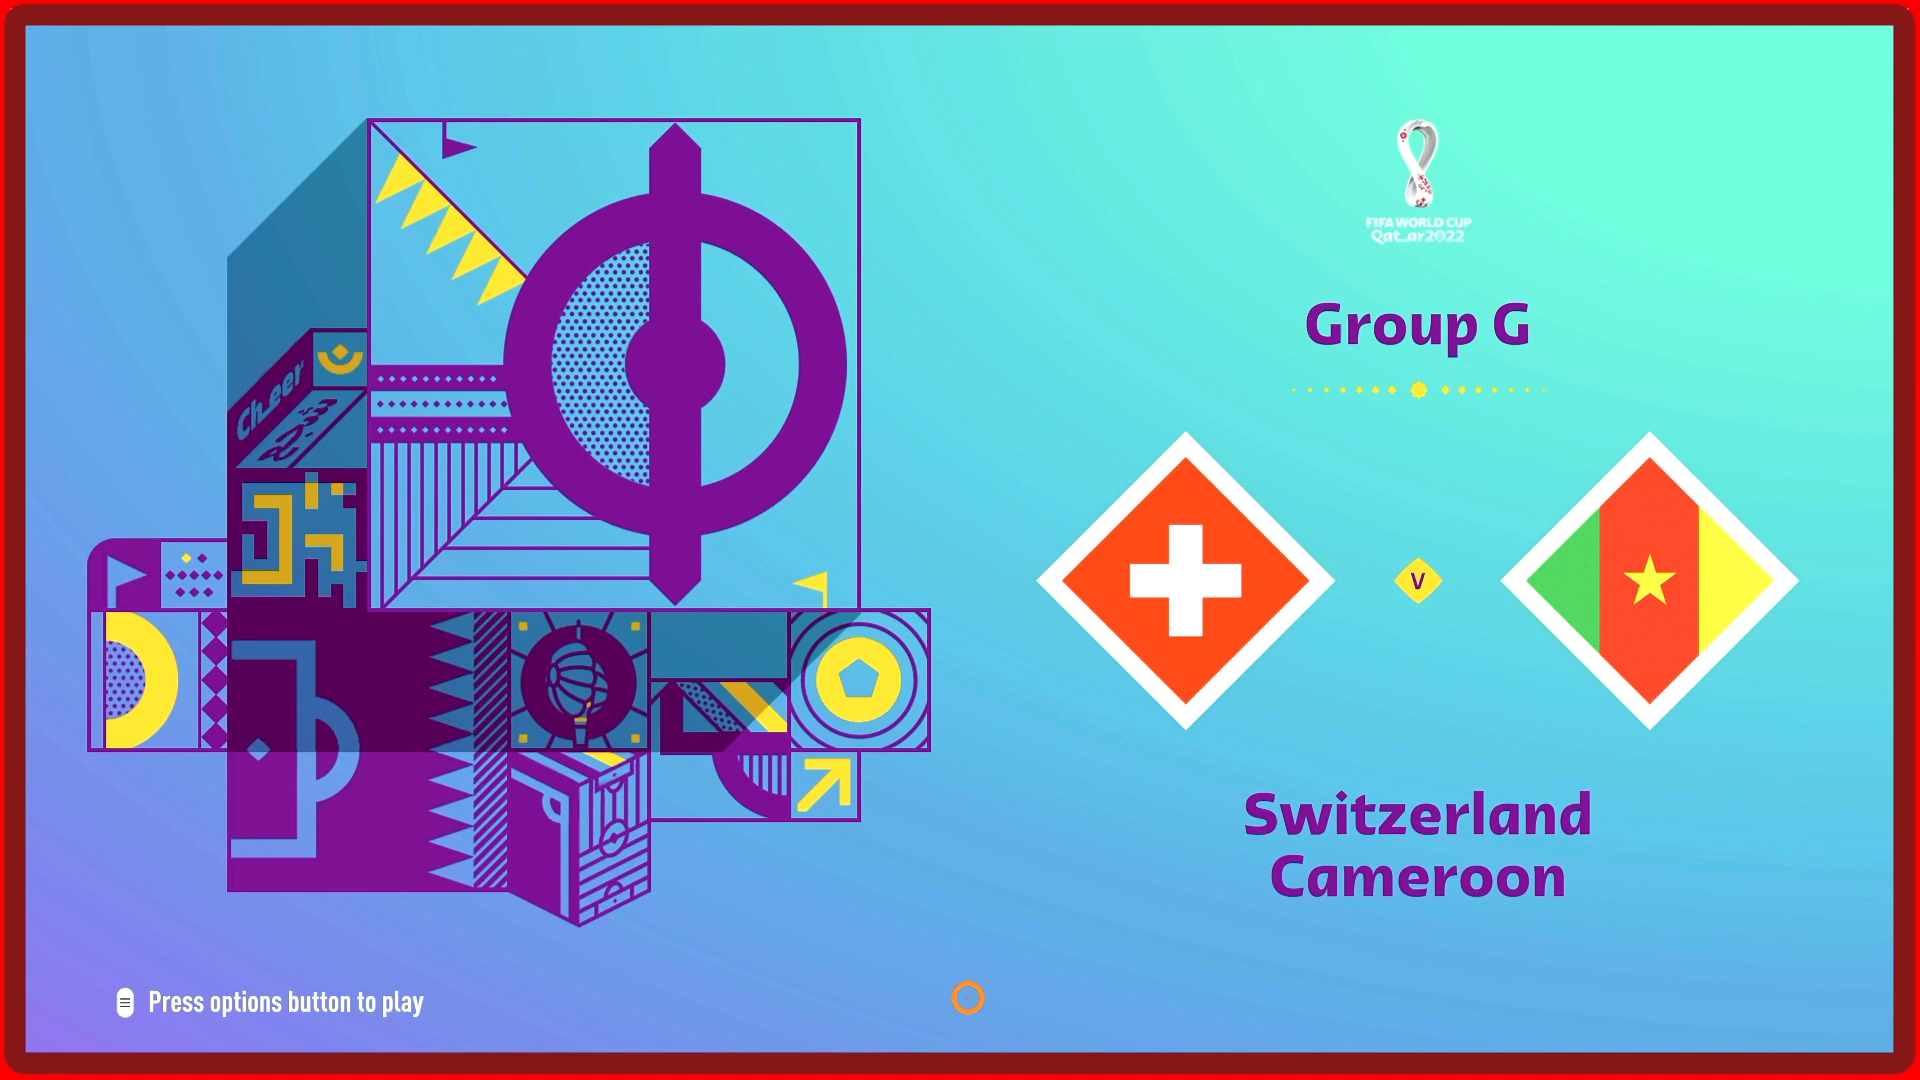 FIFA WORLD CUP
Qatar2022
Group G
Cheer
V
Switzerland
Cameroon
Press options button to play